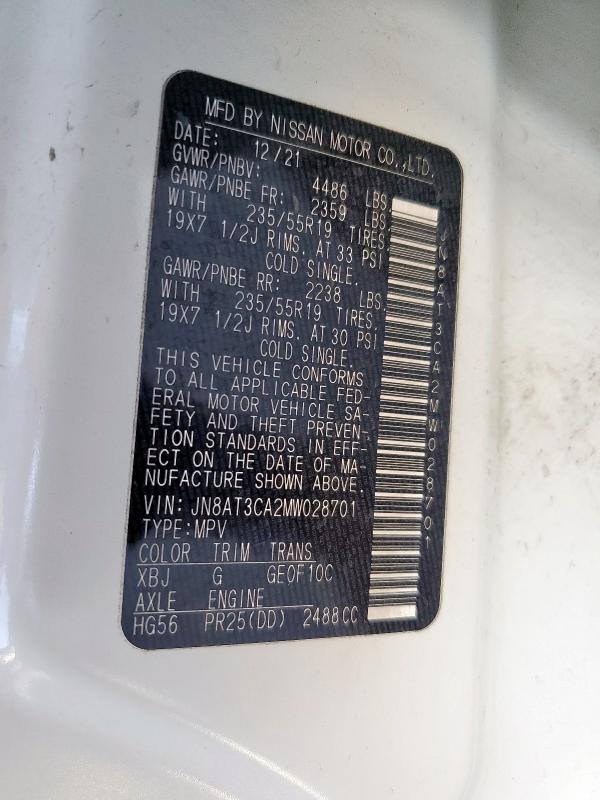 MFD BY NISSAN MOTOR CO.,LTD.
DATE: 12/21
GVWR/PNBV: 4486 LBS.
GAWR/PNBE FR: 2359 LBS
WITH 235/55R19 TIRES,
19X7 1/2J RIMS. AT 33 PSI
COLD SINGLE.
GAWR/PNBE RR: 2238 LBS.
WITH 235/55R19 TIRES,
19X7 1/2J RIMS. AT 30 PSI
COLD SINGLE.
THIS VEHICLE CONFORMS
TO ALL APPLICABLE FED-
ERAL MOTOR VEHICLE SA-
FETY AND THEFT PREVEN-
TION STANDARDS IN EFF-
ECT ON THE DATE OF MA-
NUFACTURE SHOWN ABOVE.
VIN: JN8AT3CA2MW028701
TYPE:MPV
COLOR TRIM TRANS
XBJ G GE0F10C
AXLE ENGINE
HG56 PR25(DD) 2488CC
JN8AT3CA2MW028701